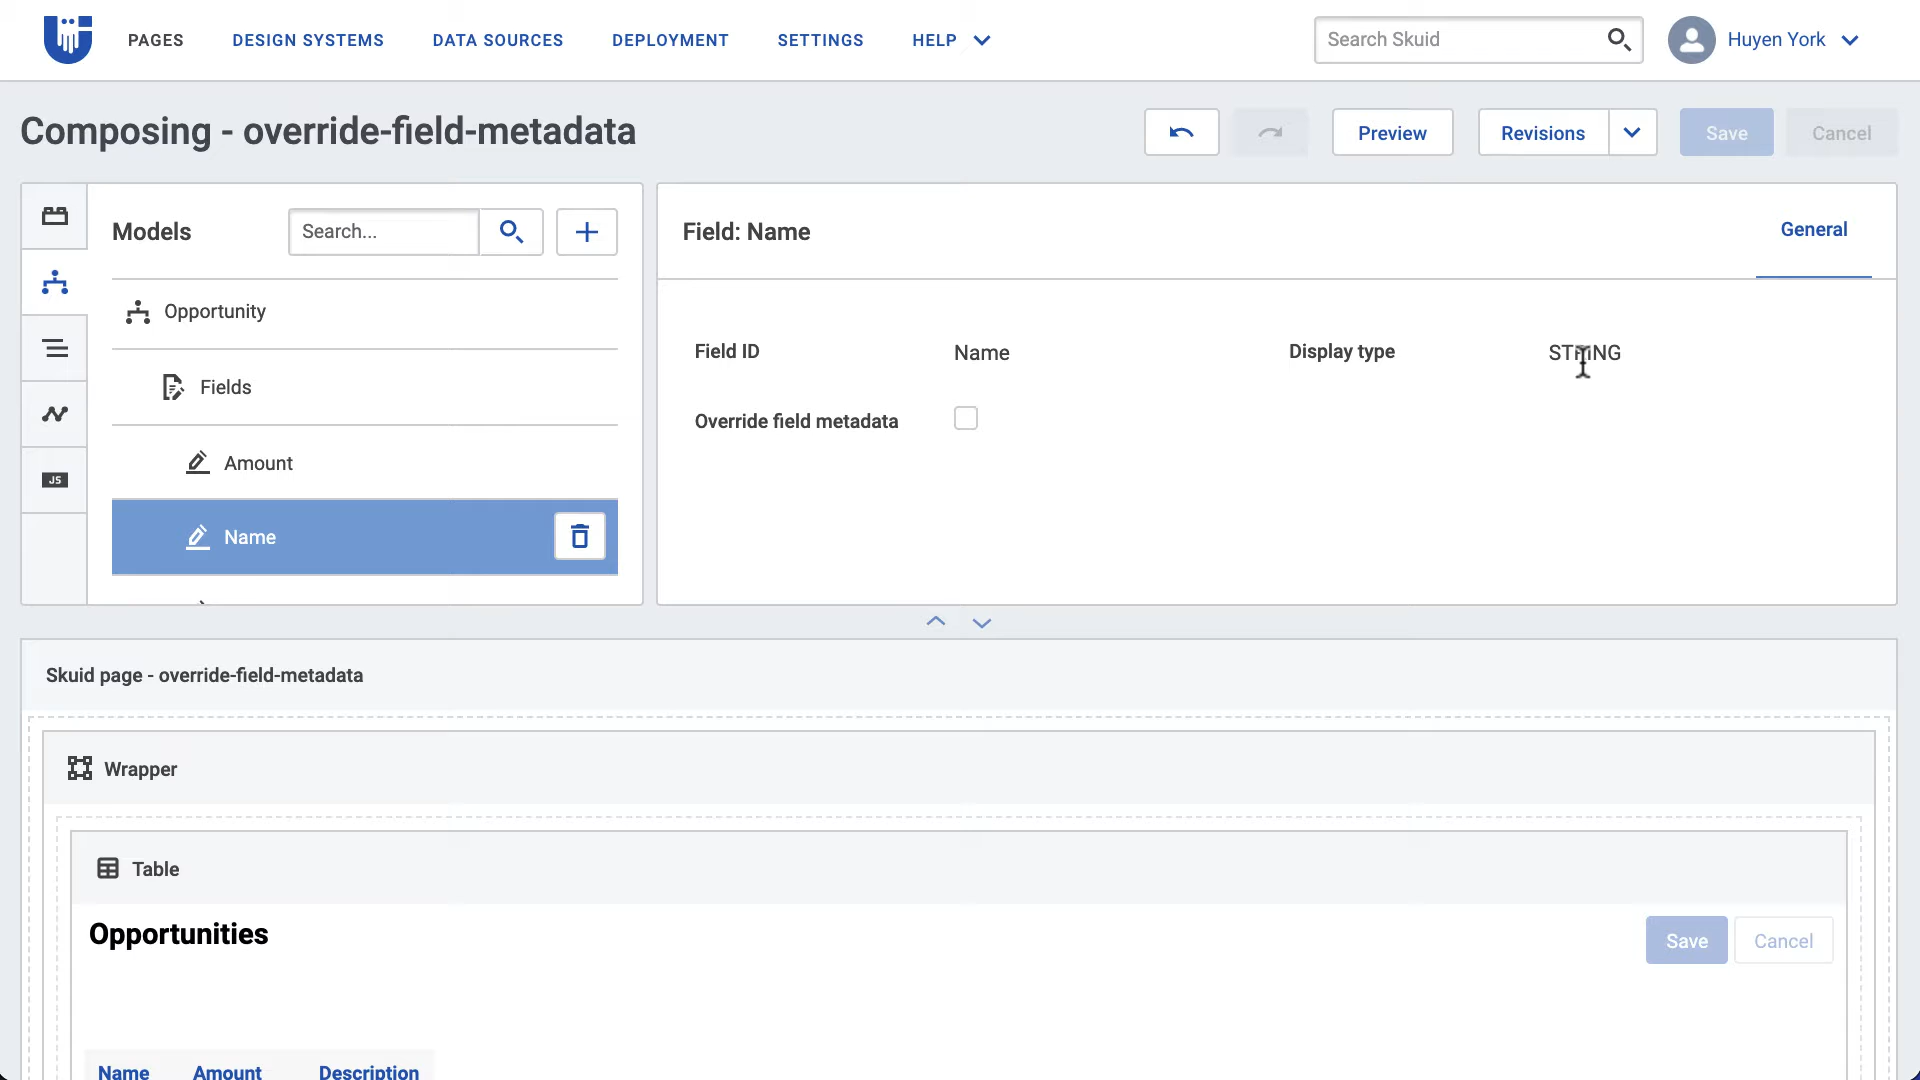 PAGES DESIGN SYSTEMS DATA SOURCES DEPLOYMENT SETTINGS HELP Search Skuid Huyen York
Composing - override-field-metadata
Preview Revisions Save Cancel
Models Search...
Opportunity
Fields
Amount
Name
JS
Field: Name General
Field ID Name Display type STRING
Override field metadata
Skuid page - override-field-metadata
Wrapper
Table
Opportunities
Save Cancel
Name Amount Description